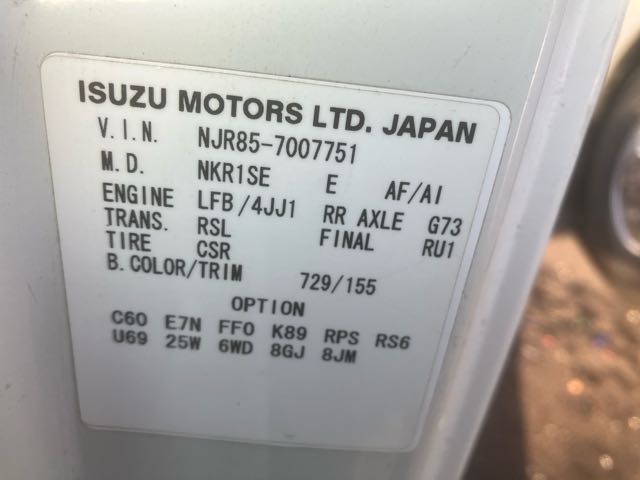 ISUZU MOTORS LTD. JAPAN
V.I.N. NJR85-7007751
M.D. NKR1SE E AF/AI
ENGINE LFB/4JJ1 RR AXLE G73
TRANS. RSL FINAL RU1
TIRE CSR
B.COLOR/TRIM 729/155
OPTION
C60 E7N FF0 K89 RPS RS6
U69 25W 6WD 8GJ 8JM